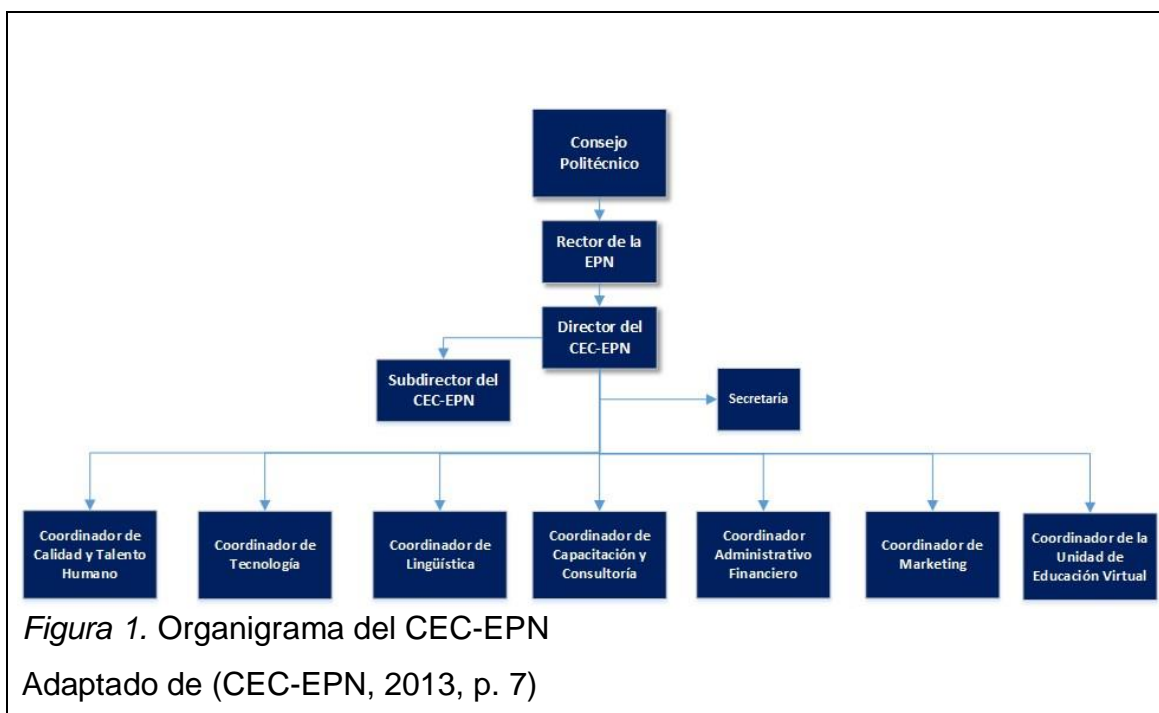 Consejo
Politécnico
Rector de la
EPN
Director del
CEC-EPN
Subdirector del
CEC-EPN
Secretaría
Coordinador de
Calidad y Talento
Humano
Coordinador de
Tecnología
Coordinador de
Lingüística
Coordinador de
Capacitación y
Consultoría
Coordinador
Administrativo
Financiero
Coordinador de
Marketing
Coordinador de la
Unidad de
Educación Virtual
Figura 1. Organigrama del CEC-EPN
Adaptado de (CEC-EPN, 2013, p. 7)